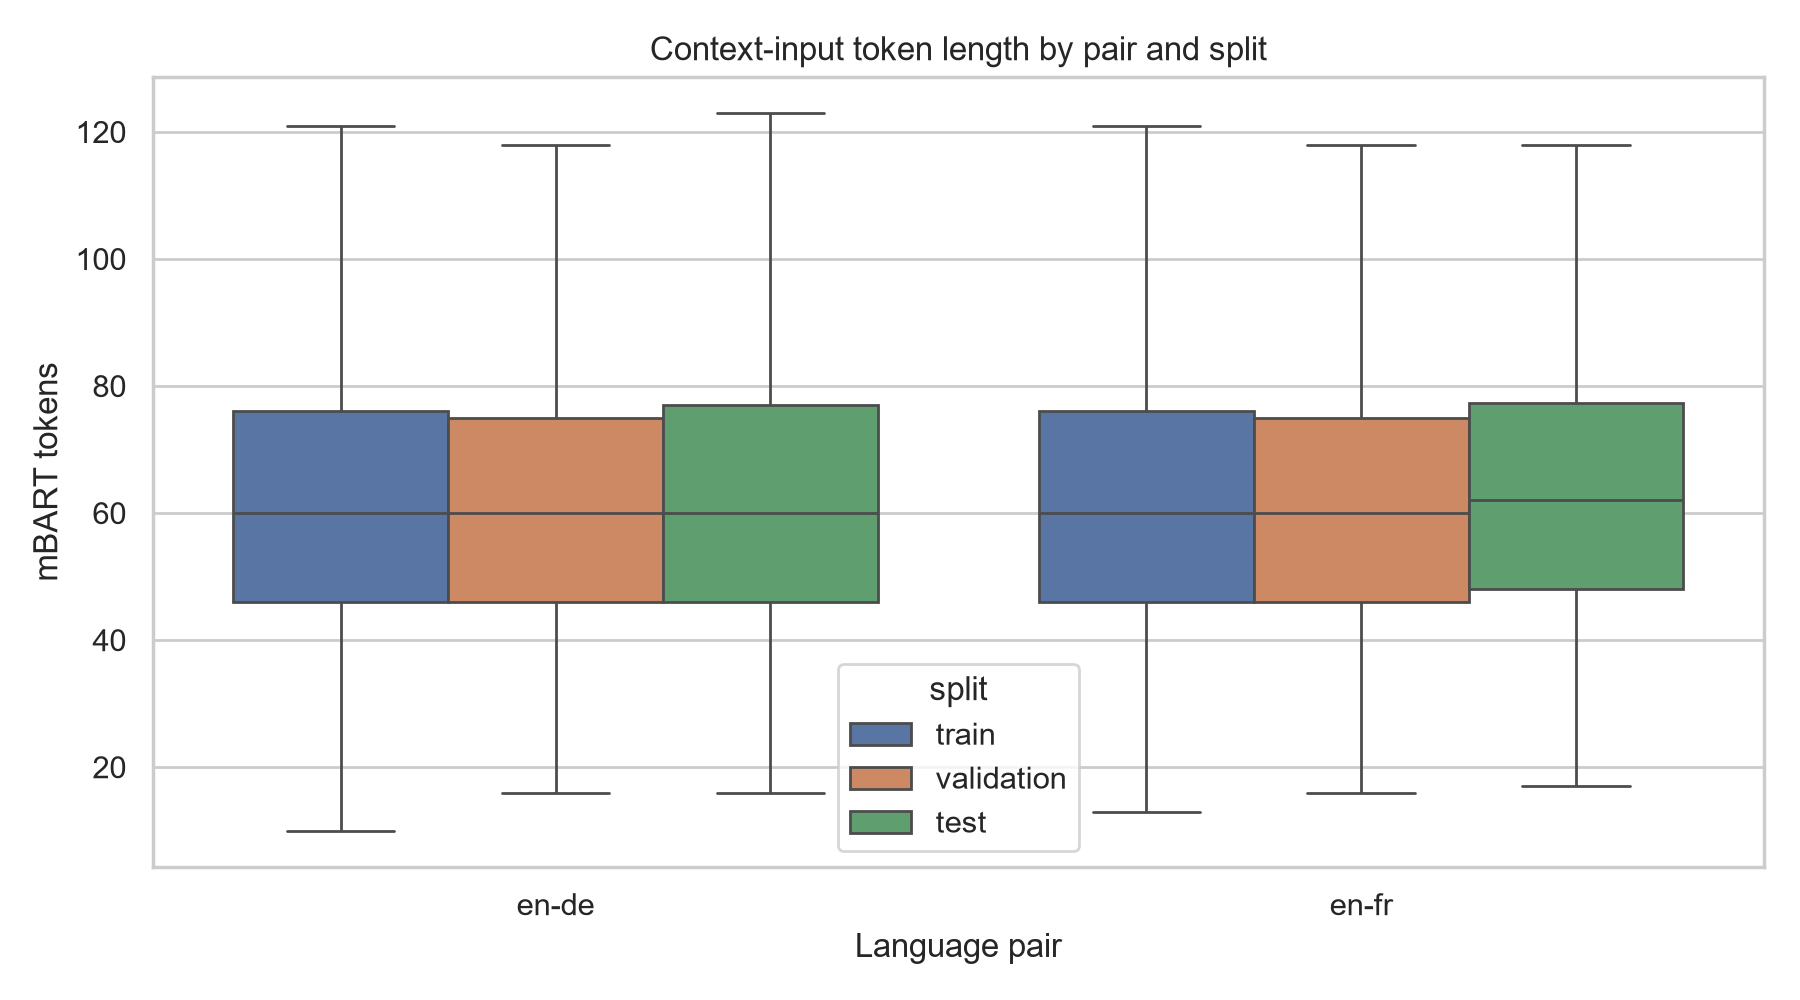 Context-input token length by pair and split
mBART tokens
120
100
80
60
40
20
split
train
validation
test
en-de
en-fr
Language pair